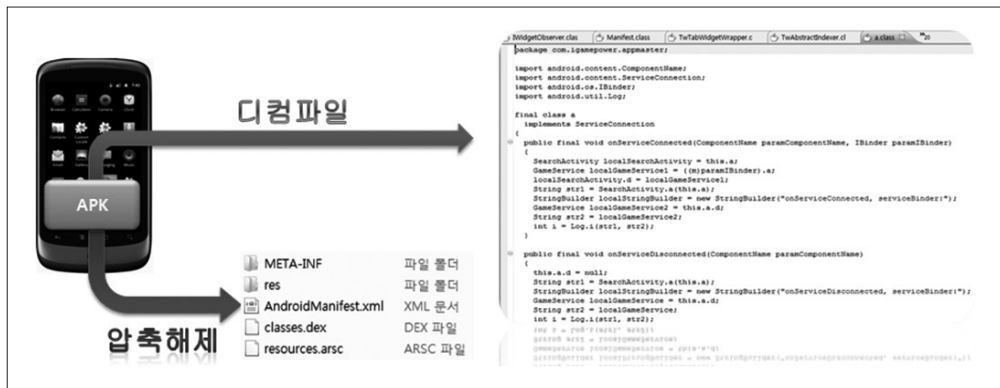 디컴파일
APK
압축해제
META-INF 파일 폴더
res 파일 폴더
AndroidManifest.xml XML 문서
classes.dex DEX 파일
resources.arsc ARSC 파일
IWidgetObserver.clas Manifest.class TwTabWidgetWrapper.c TwAbstractIndexer.cl a.class 20
package com.igamepower.appmaster;
import android.content.ComponentName;
import android.content.ServiceConnection;
import android.os.IBinder;
import android.util.Log;
final class a
implements ServiceConnection
{
public final void onServiceConnected(ComponentName paramComponentName, IBinder paramIBinder)
{
SearchActivity localSearchActivity = this.a;
GameService localGameService1 = ((m)paramIBinder).a;
localSearchActivity.d = localGameService1;
String str1 = SearchActivity.a(this.a);
StringBuilder localStringBuilder = new StringBuilder("onServiceConnected, serviceBinder:");
GameService localGameService2 = this.a.d;
String str2 = localGameService2;
int i = Log.i(str1, str2);
}
public final void onServiceDisconnected(ComponentName paramComponentName)
{
this.a.d = null;
String str1 = SearchActivity.a(this.a);
StringBuilder localStringBuilder = new StringBuilder("onServiceDisconnected, serviceBinder:");
GameService localGameService = this.a.d;
String str2 = localGameService;
int i = Log.i(str1, str2);